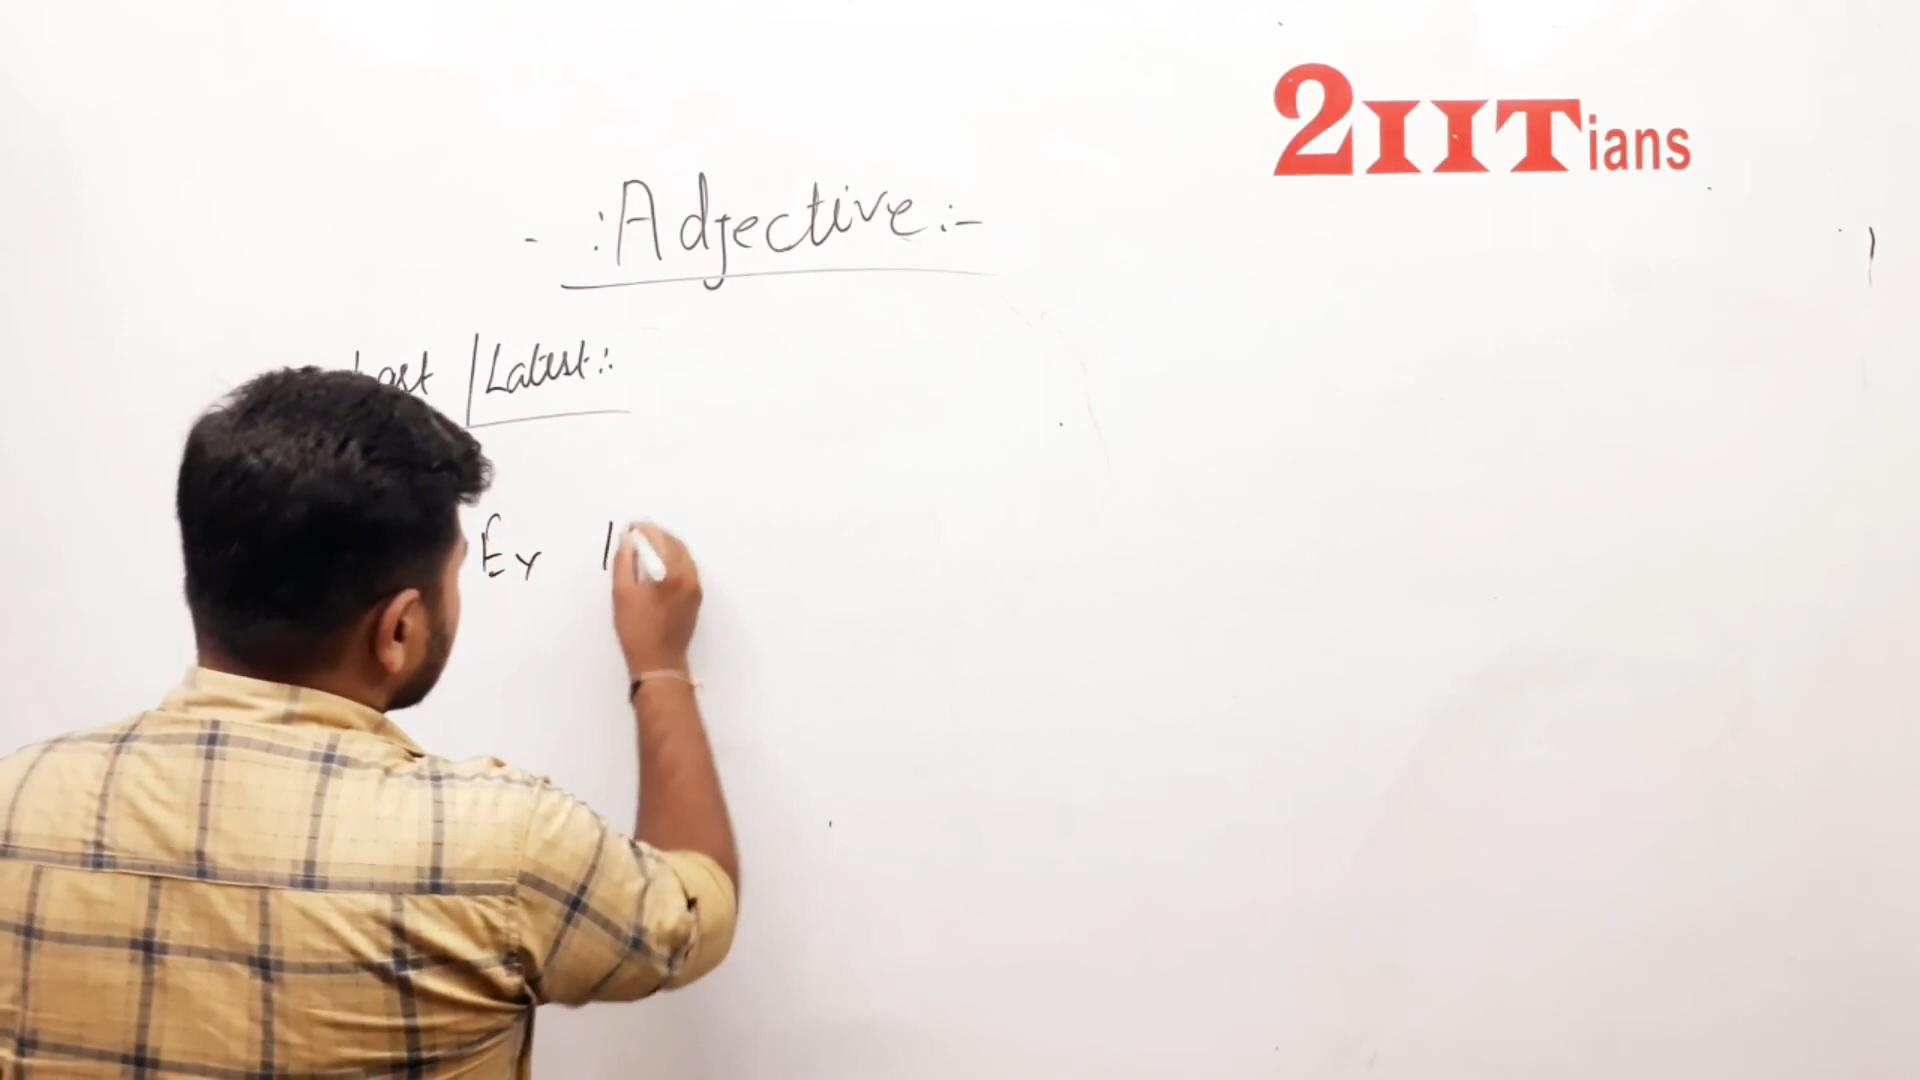 2IITians
- :Adjective:-
Last / Latest:
Ex